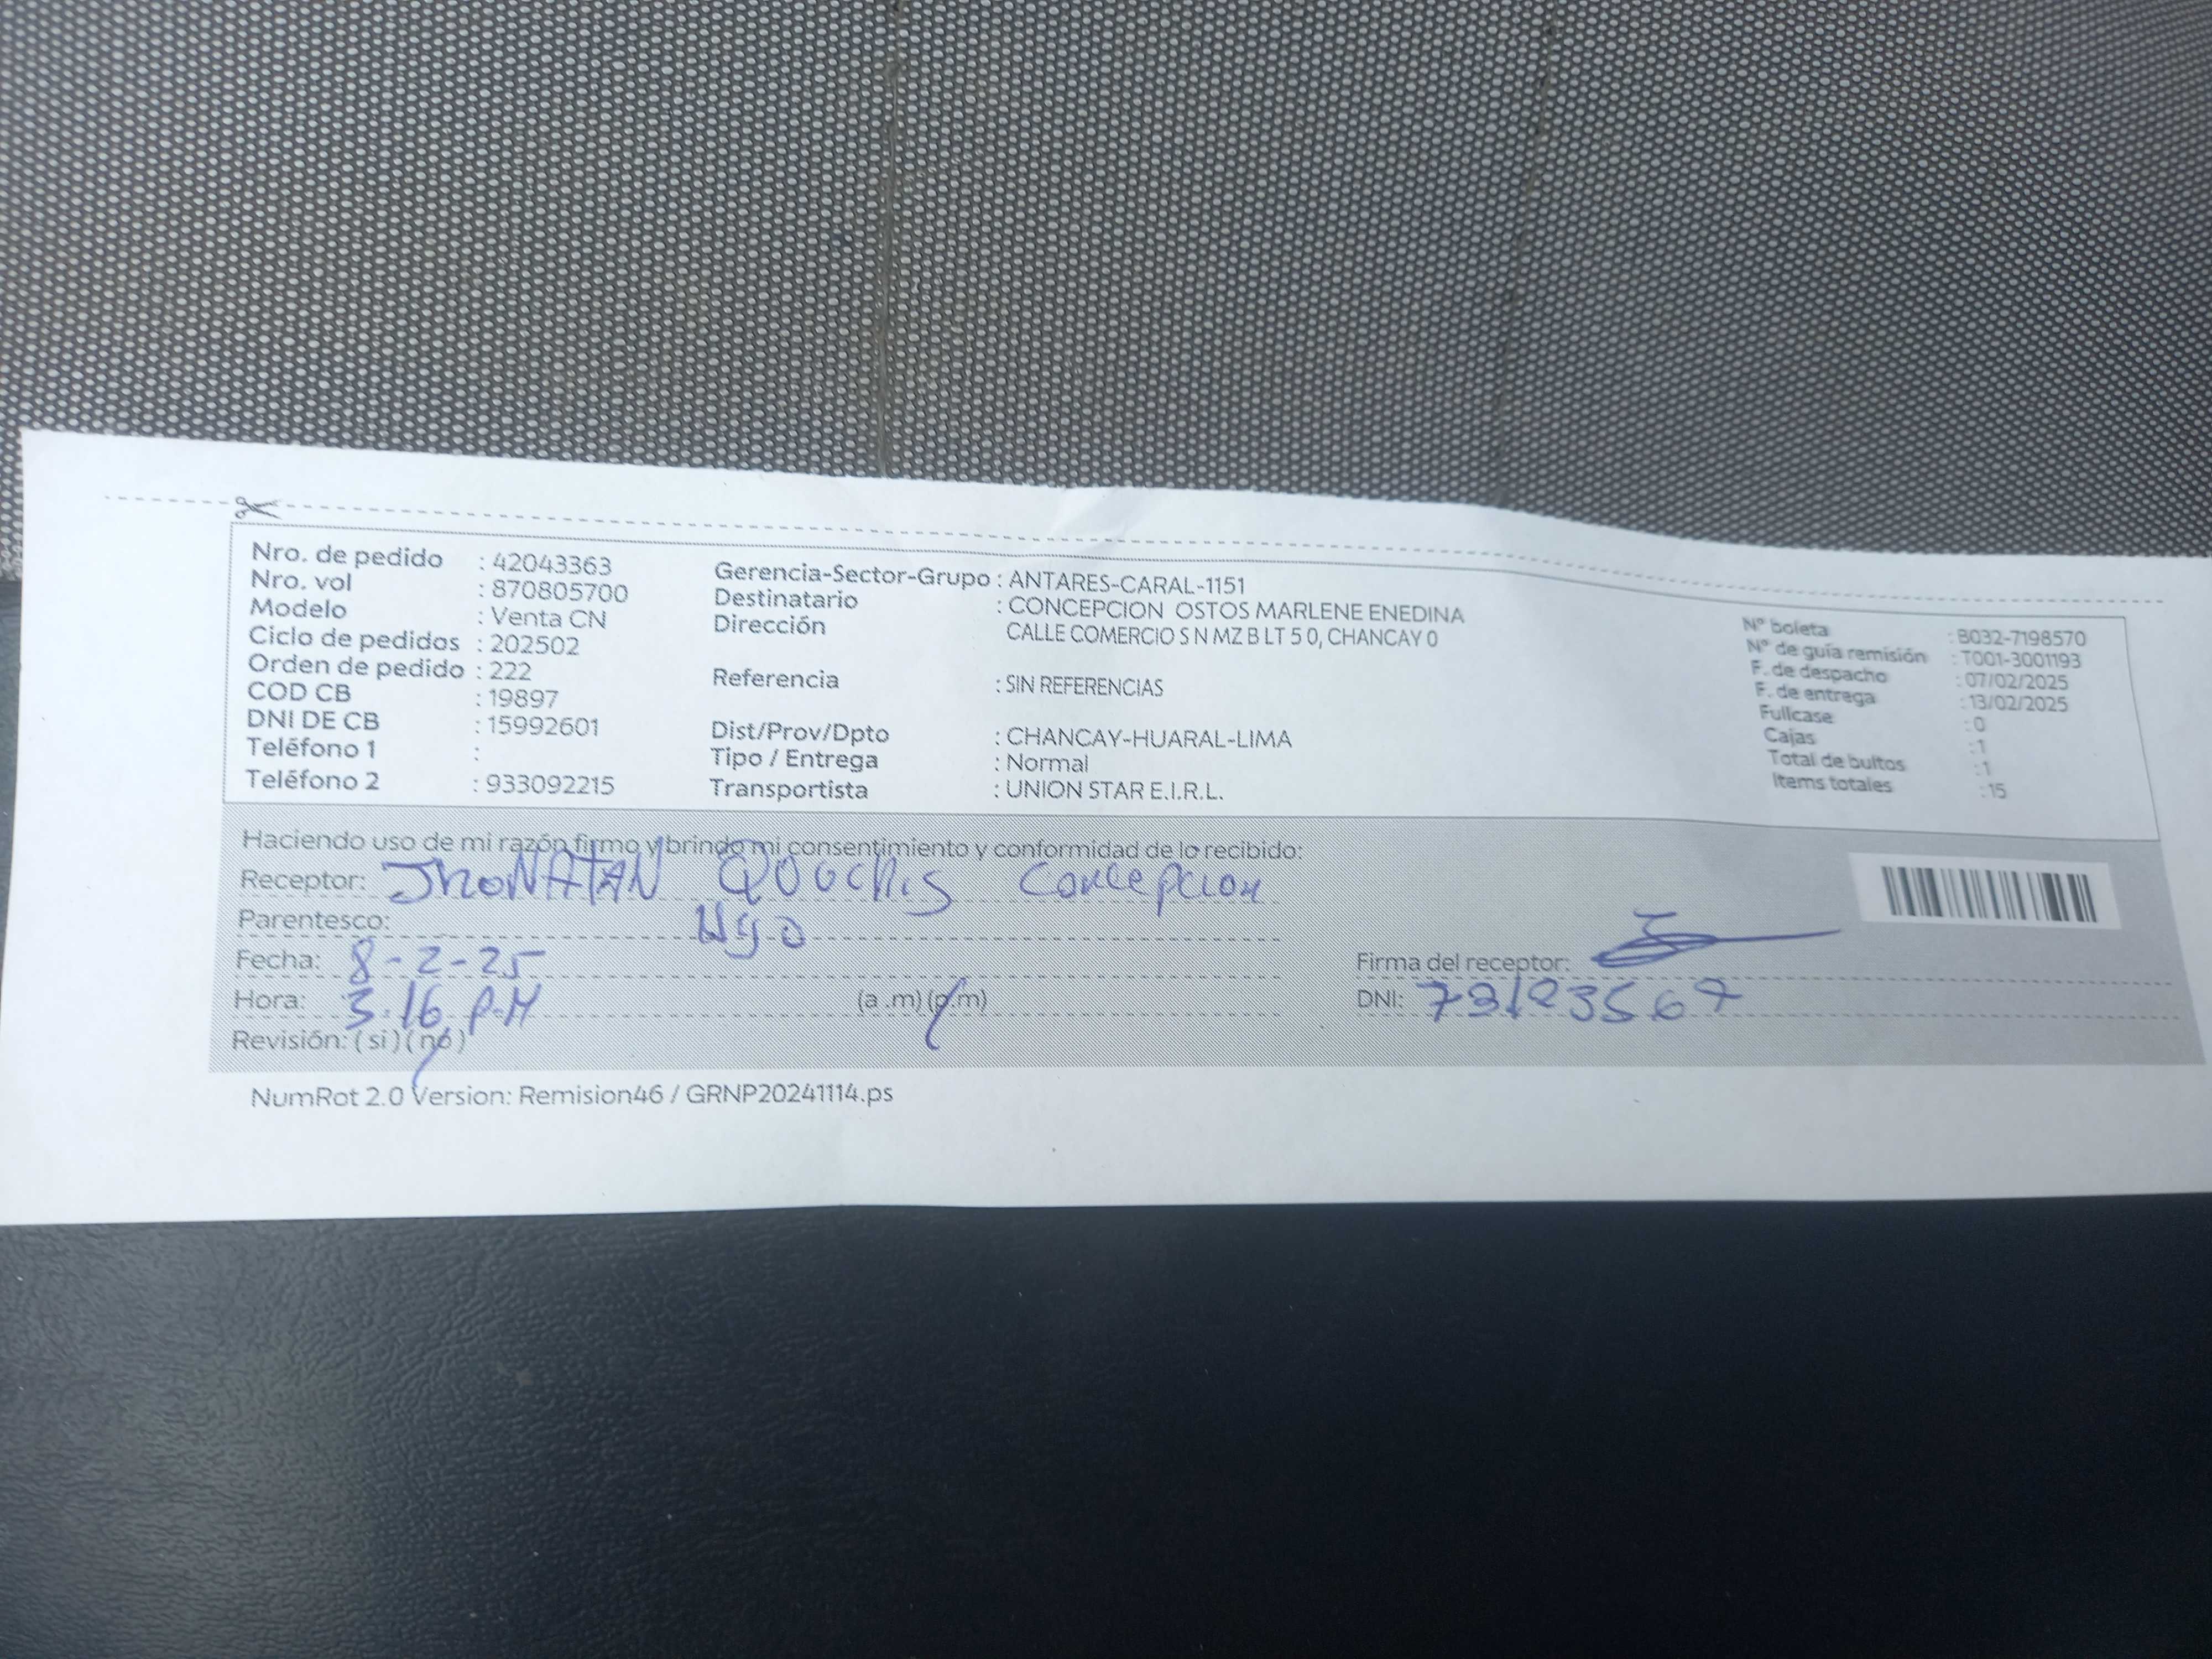 Nro. de pedido : 42043363
Nro. vol : 870805700
Modelo : Venta CN
Ciclo de pedidos : 202502
Orden de pedido : 222
COD CB : 19897
DNI DE CB : 15992601
Teléfono 1 :
Teléfono 2 : 933092215
Gerencia-Sector-Grupo : ANTARES-CARAL-1151
Destinatario : CONCEPCION OSTOS MARLENE ENEDINA
Dirección CALLE COMERCIO S N MZ B LT 5 0, CHANCAY 0
Referencia : SIN REFERENCIAS
Dist/Prov/Dpto : CHANCAY-HUARAL-LIMA
Tipo / Entrega : Normal
Transportista : UNION STAR E.I.R.L.
N° boleta : B032-7198570
N° de guía remisión : T001-3001193
F. de despacho : 07/02/2025
F. de entrega : 13/02/2025
Fullcase : 0
Cajas : 1
Total de bultos : 1
Items totales : 15
Haciendo uso de mi razón firmo y brindo mi consentimiento y conformidad de lo recibido:
Receptor: JhoNATAN Concepcion
Parentesco:
Fecha: 8-2-25
Hora: 3.16 P.M (a .m) (p.m)
Revisión: (si) (no)
Firma del receptor:
DNI:
NumRot 2.0 Version: Remision46 / GRNP20241114.ps